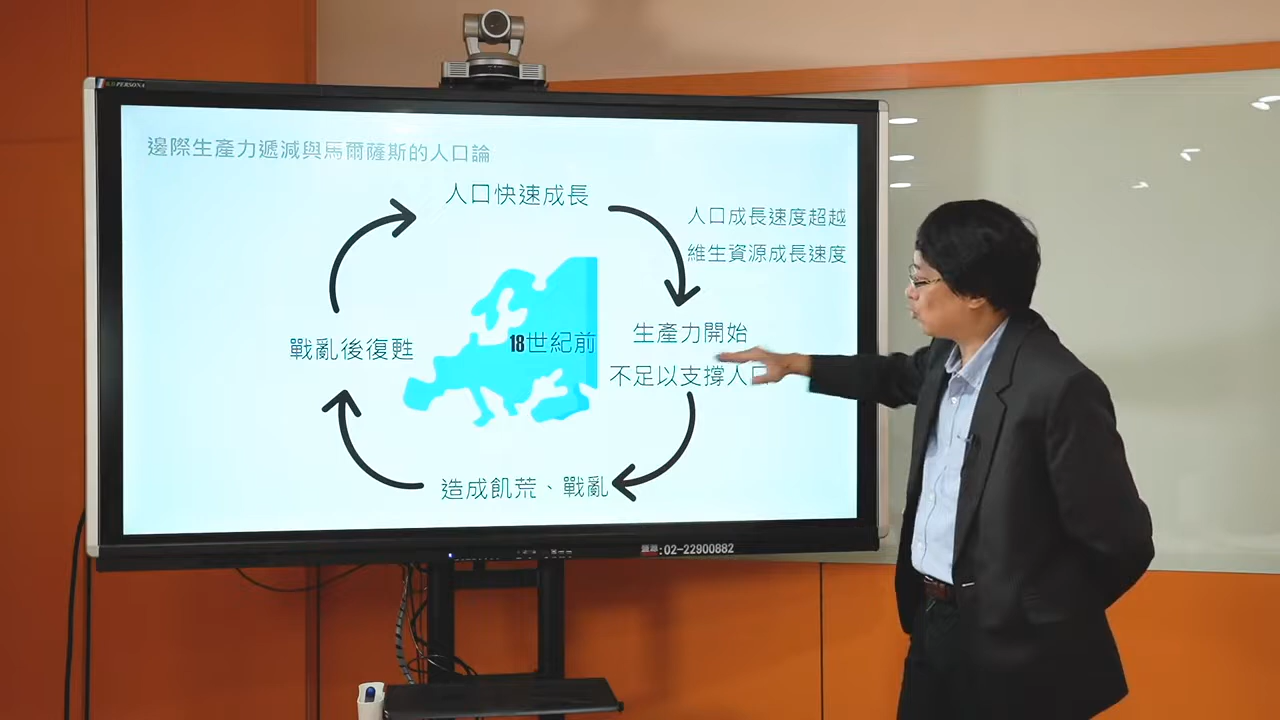 PERSONA
邊際生產力遞減與馬爾薩斯的人口論
人口快速成長
人口成長速度超越
維生資源成長速度
生產力開始
不足以支撐人口
18世紀前
戰亂後復甦
造成飢荒、戰亂
:02-22900882